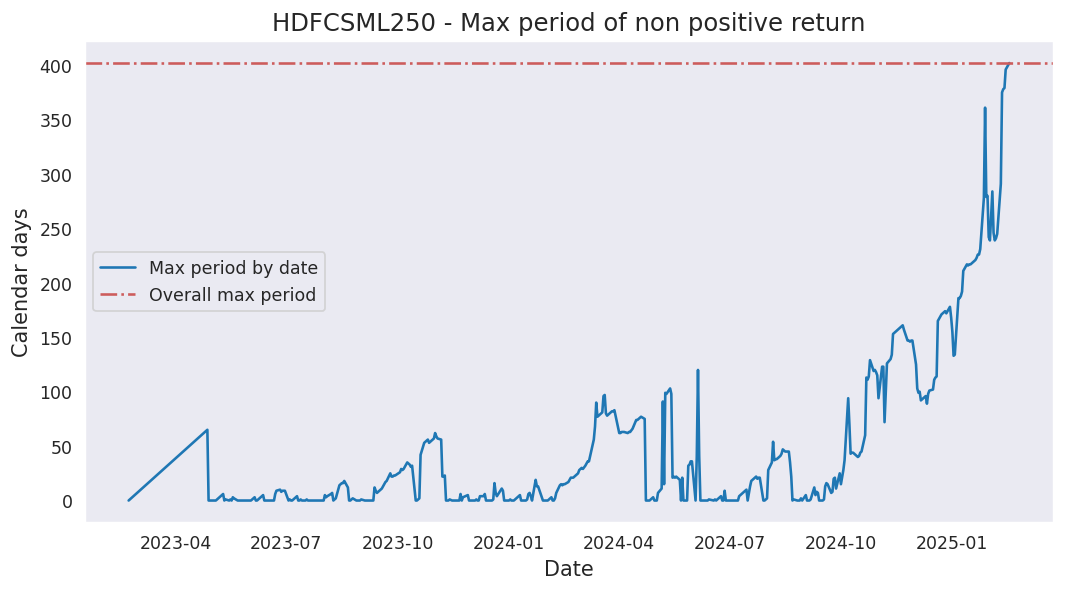 HDFCSML250 - Max period of non positive return
Calendar days
400
350
300
250
200
150
100
50
0
Max period by date
Overall max period
2023-04 2023-07 2023-10 2024-01 2024-04 2024-07 2024-10 2025-01
Date